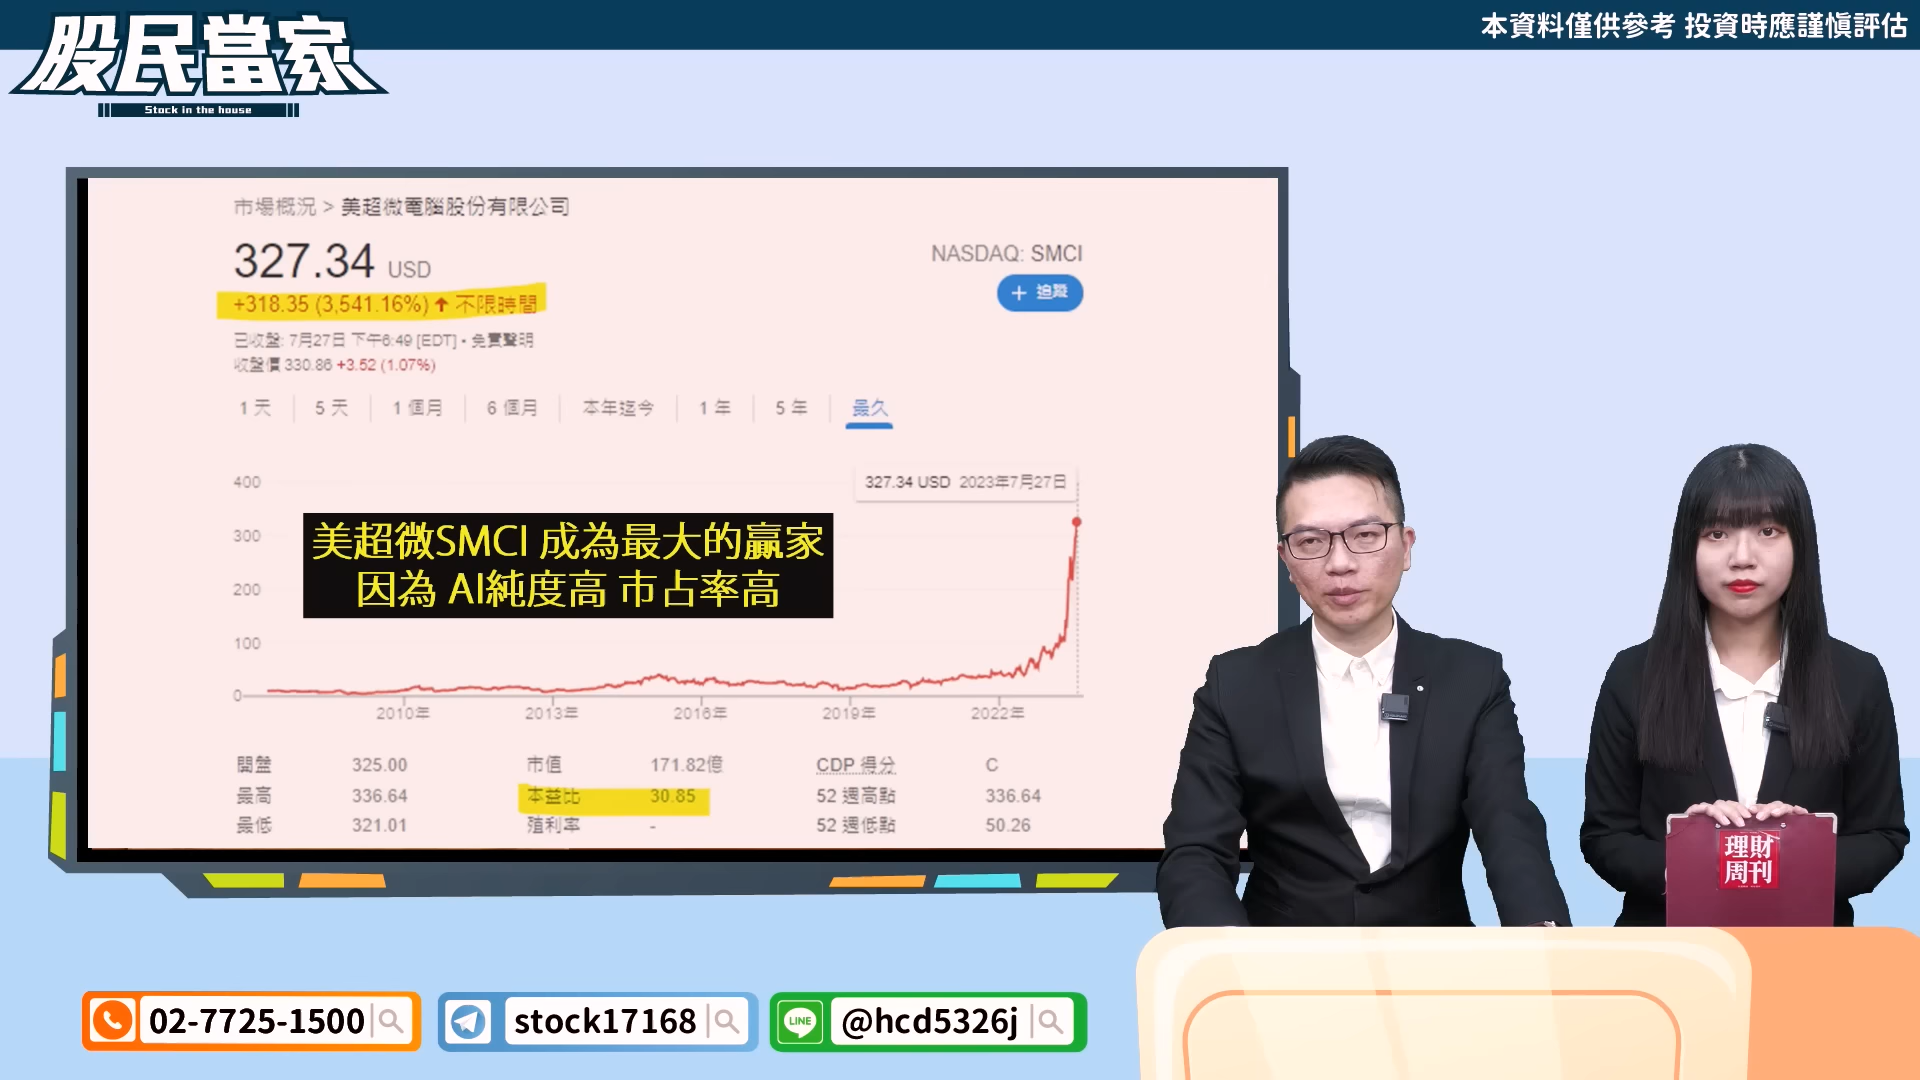 股民當家
Stock in the house
本資料僅供參考 投資時應謹慎評估
市場概況 > 美超微電腦股份有限公司
327.34 USD
NASDAQ: SMCI
+ 追蹤
+318.35 (3,541.16%) ↑ 不限時間
已收盤: 7月27日 下午6:49 [EDT] • 免責聲明
收盤價 330.86 +3.52 (1.07%)
1 天 5 天 1 個月 6 個月 本年迄今 1 年 5 年 最久
327.34 USD 2023年7月27日
400
300
200
100
0
美超微SMCI 成為最大的贏家
因為 AI純度高 市占率高
2010年 2013年 2016年 2019年 2022年
開盤 325.00 市值 171.82億 CDP 得分 C
最高 336.64 本益比 30.85 52 週高點 336.64
最低 321.01 殖利率 - 52 週低點 50.26
理財
周刊
02-7725-1500
stock17168
LINE
@hcd5326j